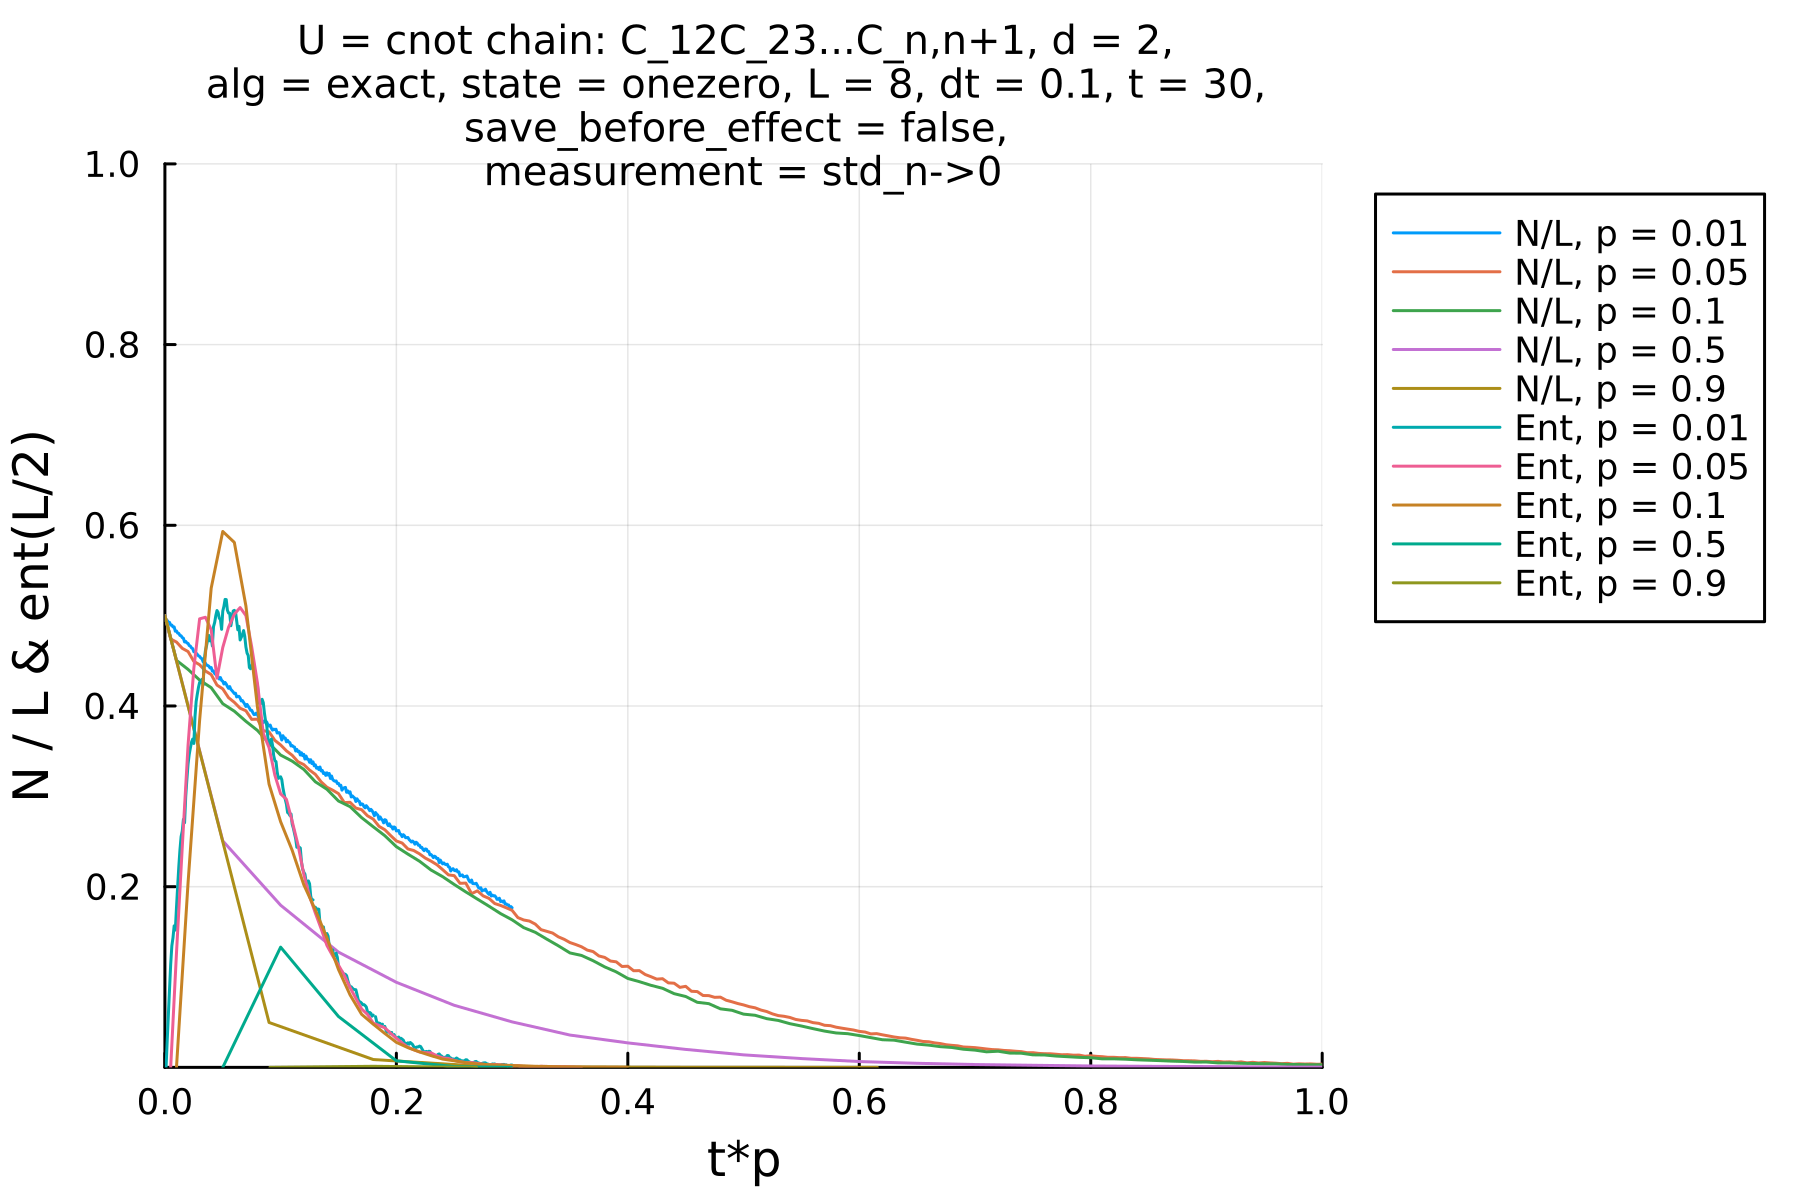 U = cnot chain: C_12C_23...C_n,n+1, d = 2,
alg = exact, state = onezero, L = 8, dt = 0.1, t = 30,
save_before_effect = false,
measurement = std_n->0
1.0
0.8
0.6
0.4
0.2
N / L & ent(L/2)
0.0
0.2
0.4
0.6
0.8
1.0
t*p
N/L, p = 0.01
N/L, p = 0.05
N/L, p = 0.1
N/L, p = 0.5
N/L, p = 0.9
Ent, p = 0.01
Ent, p = 0.05
Ent, p = 0.1
Ent, p = 0.5
Ent, p = 0.9